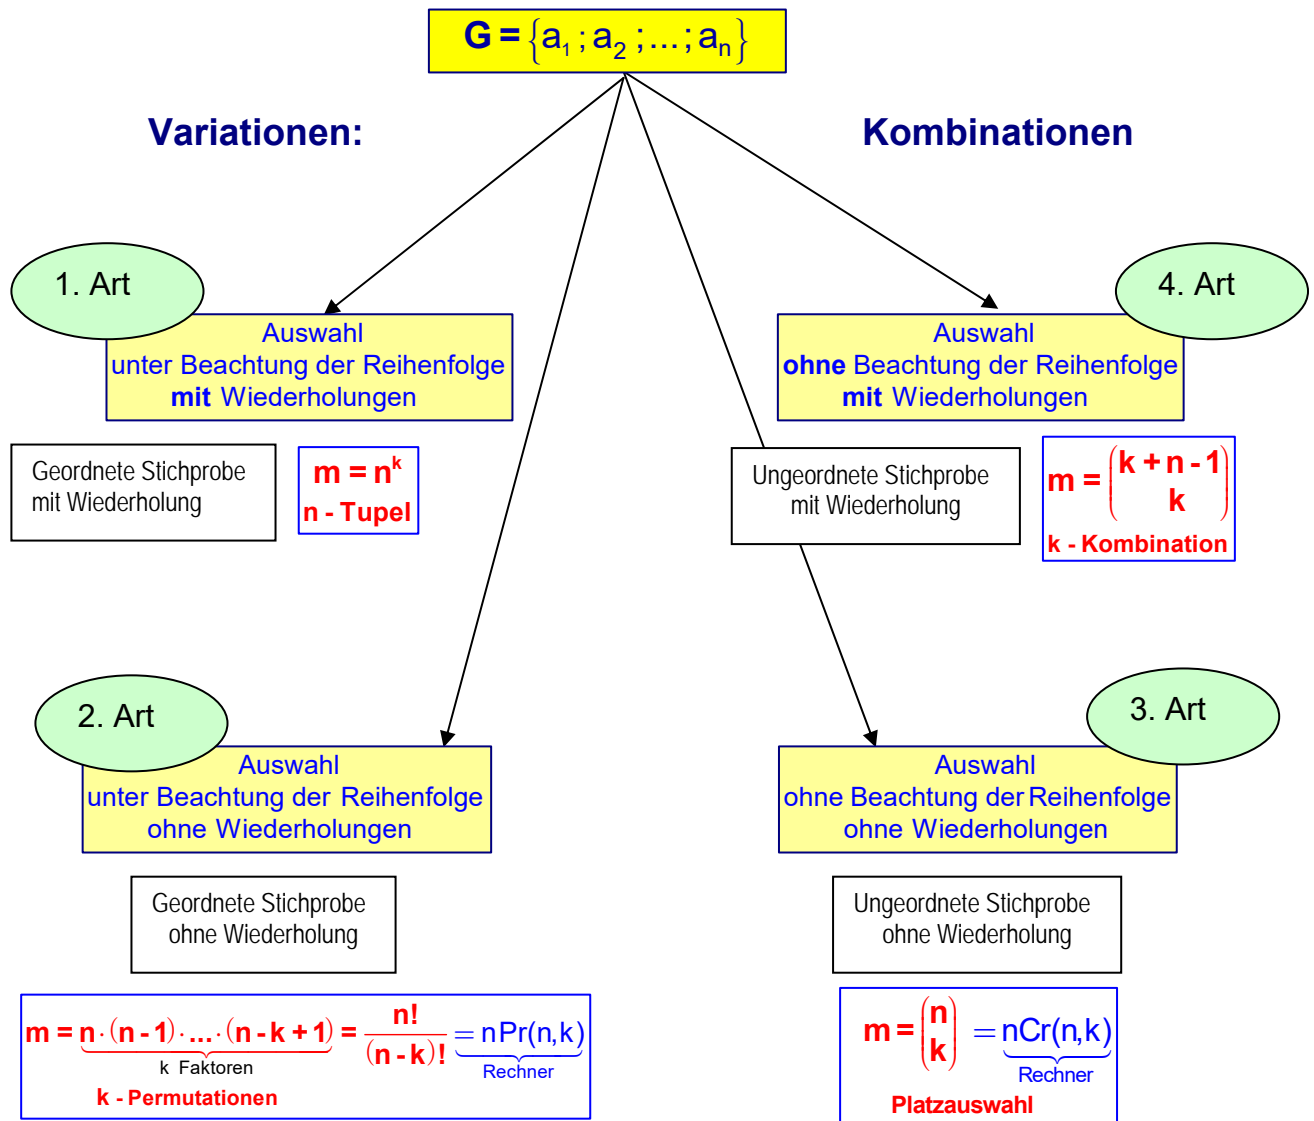 G = {a₁ ; a₂ ; ... ; aₙ}
Variationen:
Kombinationen
1. Art
Auswahl
unter Beachtung der Reihenfolge
mit Wiederholungen
Geordnete Stichprobe
mit Wiederholung
m = nᵏ
n - Tupel
4. Art
Auswahl
ohne Beachtung der Reihenfolge
mit Wiederholungen
Ungeordnete Stichprobe
mit Wiederholung
m = (k + n - 1
k)
k - Kombination
2. Art
Auswahl
unter Beachtung der Reihenfolge
ohne Wiederholungen
Geordnete Stichprobe
ohne Wiederholung
m = n · (n - 1) · ... · (n - k + 1) = n! / (n - k)! = nPr(n,k)
k Faktoren
Rechner
k - Permutationen
3. Art
Auswahl
ohne Beachtung der Reihenfolge
ohne Wiederholungen
Ungeordnete Stichprobe
ohne Wiederholung
m = (n
k) = nCr(n,k)
Rechner
Platzauswahl